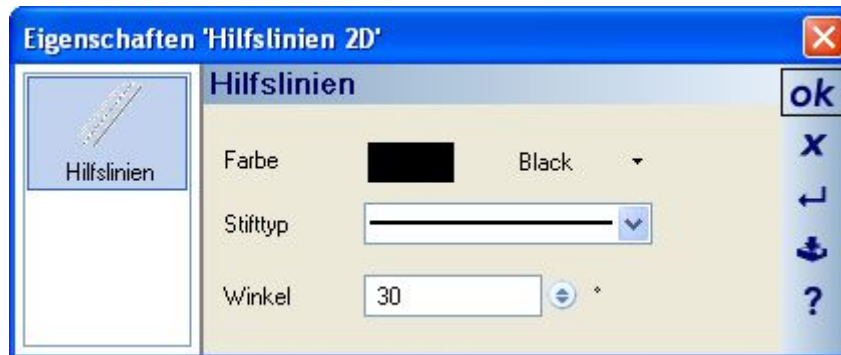 Eigenschaften 'Hilfslinien 2D'
Hilfslinien
Hilfslinien
ok
x
Farbe
Black
Stifttyp
Winkel
30
°
?